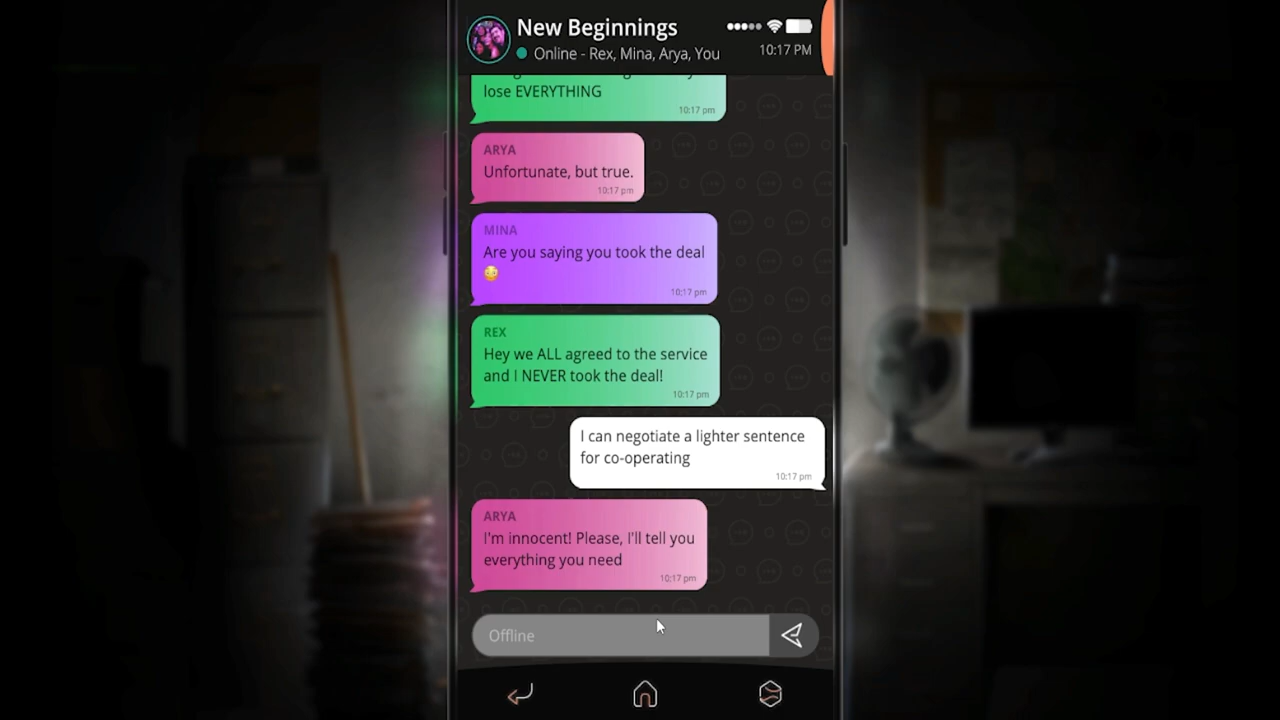 New Beginnings
Online - Rex, Mina, Arya, You
10:17 PM
lose EVERYTHING
10:17 pm
ARYA
Unfortunate, but true.
10:17 pm
MINA
Are you saying you took the deal
😳
10:17 pm
REX
Hey we ALL agreed to the service
and I NEVER took the deal!
10:17 pm
I can negotiate a lighter sentence
for co-operating
10:17 pm
ARYA
I'm innocent! Please, I'll tell you
everything you need
10:17 pm
Offline